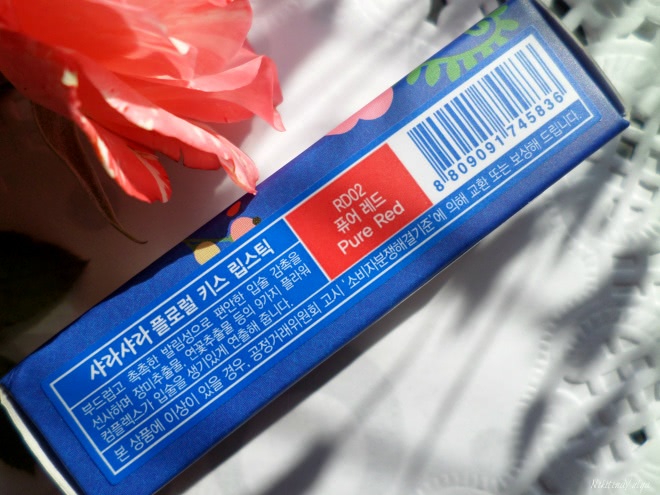 샤라샤라 플로럴 키스 립스틱
부드럽고 촉촉한 발림성으로 편안한 입술 감촉을
선사하며 장미추출물, 연꽃추출물 등의 9가지 플라워
컴플렉스가 입술을 생기있게 연출해 줍니다.
본 상품에 이상이 있을 경우, 공정거래위원회 고시 '소비자분쟁해결기준'에 의해 교환 또는 보상해 드립니다.
RD02
퓨어 레드
Pure Red
8 809091 745836